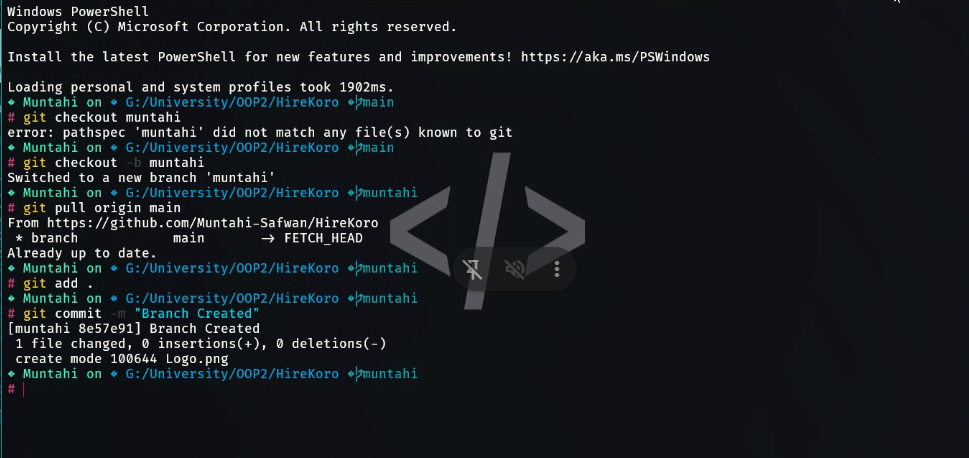 Windows PowerShell
Copyright (C) Microsoft Corporation. All rights reserved.
Install the latest PowerShell for new features and improvements! https://aka.ms/PSWindows
Loading personal and system profiles took 1902ms.
Muntahi on G:/University/OOP2/HireKoro main
# git checkout muntahi
error: pathspec 'muntahi' did not match any file(s) known to git
Muntahi on G:/University/OOP2/HireKoro main
# git checkout -b muntahi
Switched to a new branch 'muntahi'
Muntahi on G:/University/OOP2/HireKoro muntahi
# git pull origin main
From https://github.com/Muntahi-Safwan/HireKoro
* branch main → FETCH_HEAD
Already up to date.
Muntahi on G:/University/OOP2/HireKoro muntahi
# git add .
Muntahi on G:/University/OOP2/HireKoro muntahi
# git commit -m "Branch Created"
[muntahi 8e57e91] Branch Created
1 file changed, 0 insertions(+), 0 deletions(-)
create mode 100644 Logo.png
Muntahi on G:/University/OOP2/HireKoro muntahi
#